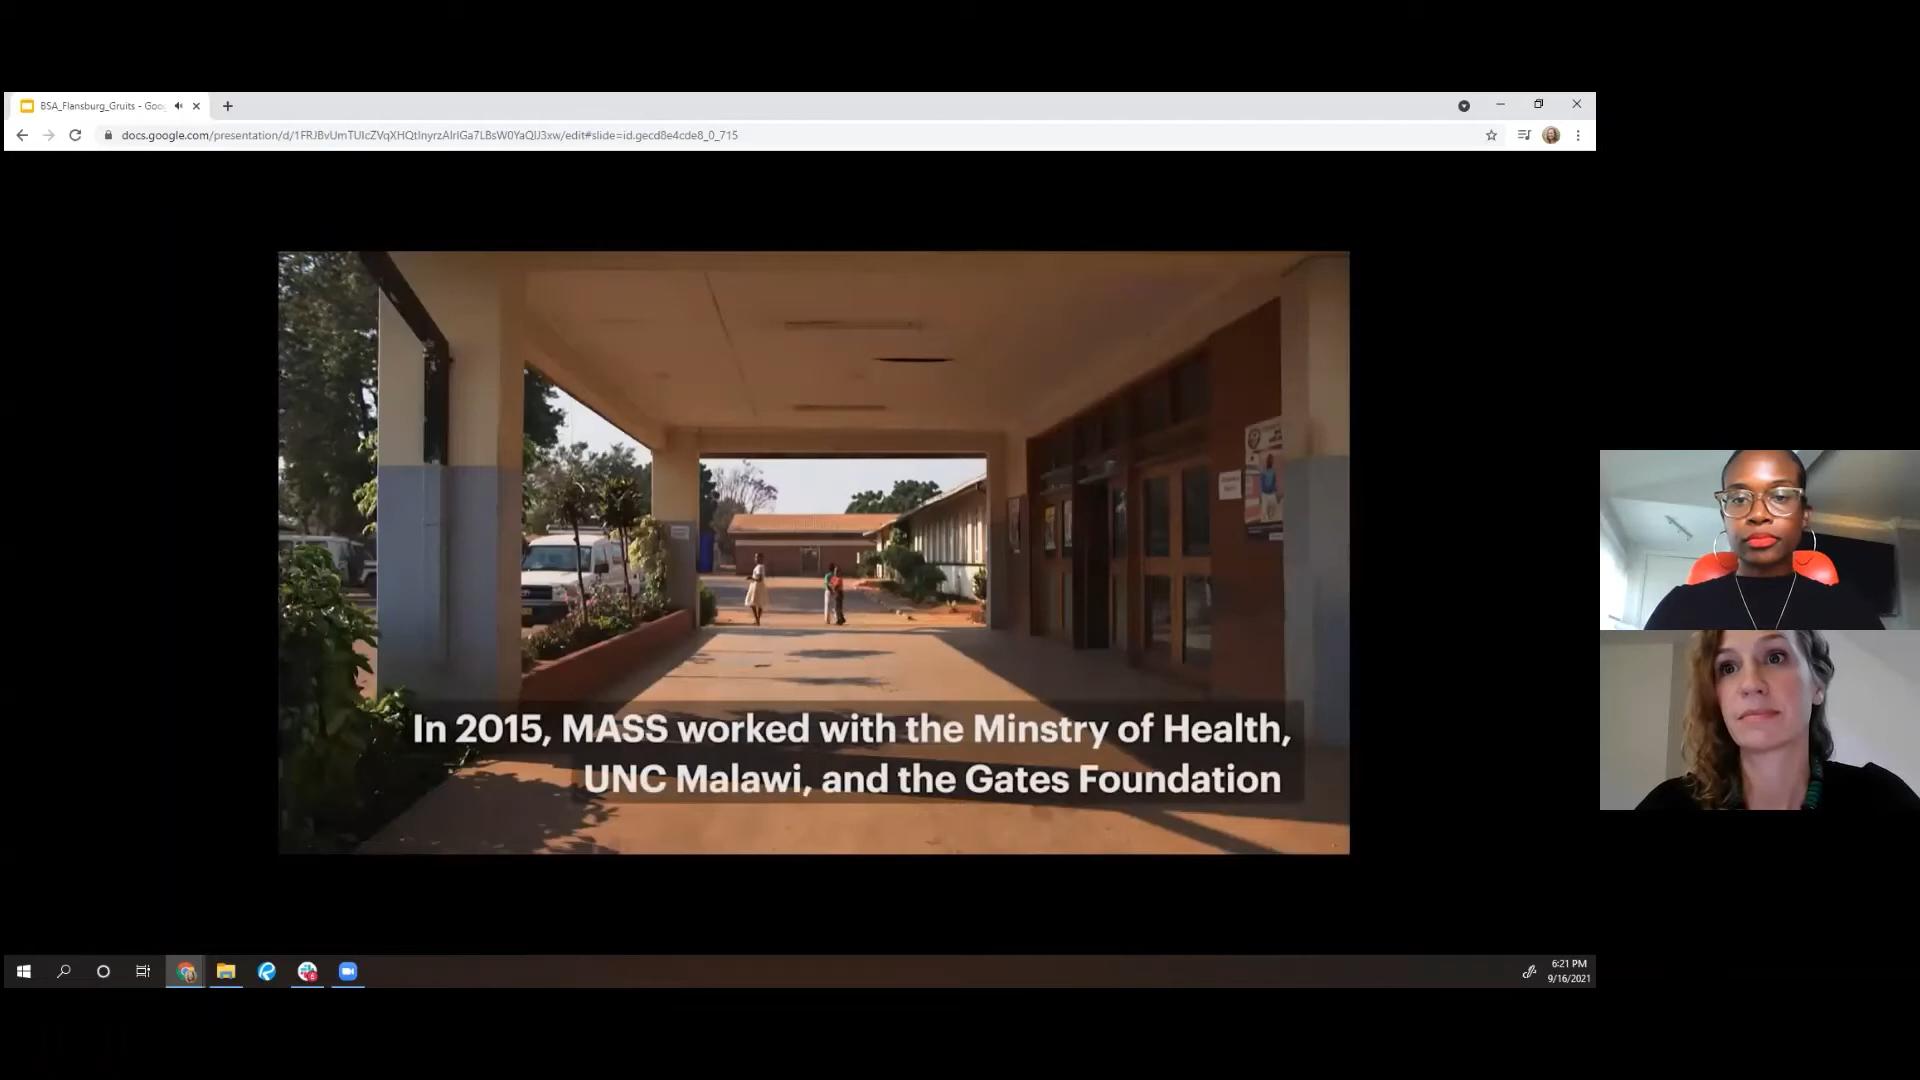 BSA_Flansburg_Gruits - Goo
docs.google.com/presentation/d/1FRJBvUmTUIcZVqXHQtInyrzAIrlGa7LBsW0YaQIJ3xw/edit#slide=id.gecd8e4cde8_0_715
In 2015, MASS worked with the Minstry of Health,
UNC Malawi, and the Gates Foundation
6:21 PM
9/16/2021